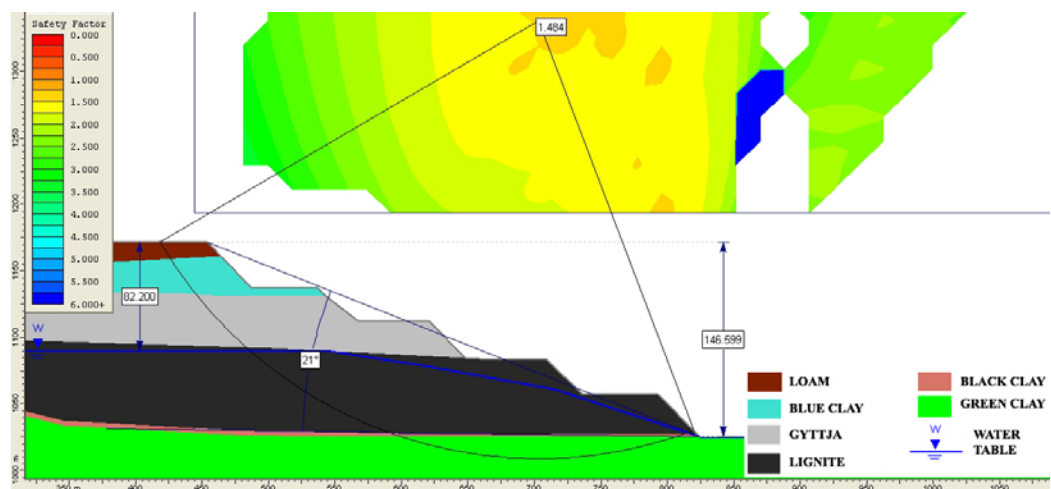 Safety Factor
0.000
0.500
1.000
1.500
2.000
2.500
3.000
3.500
4.000
4.500
5.000
5.500
6.000+
1.484
1300
1250
1200
1150
1100
1050
1000 m
W
82.200
21°
146.599
LOAM
BLUE CLAY
GYTTJA
LIGNITE
BLACK CLAY
GREEN CLAY
W
WATER
TABLE
350 m
400
450
500
550
600
650
700
750
800
850
900
950
1000
1050